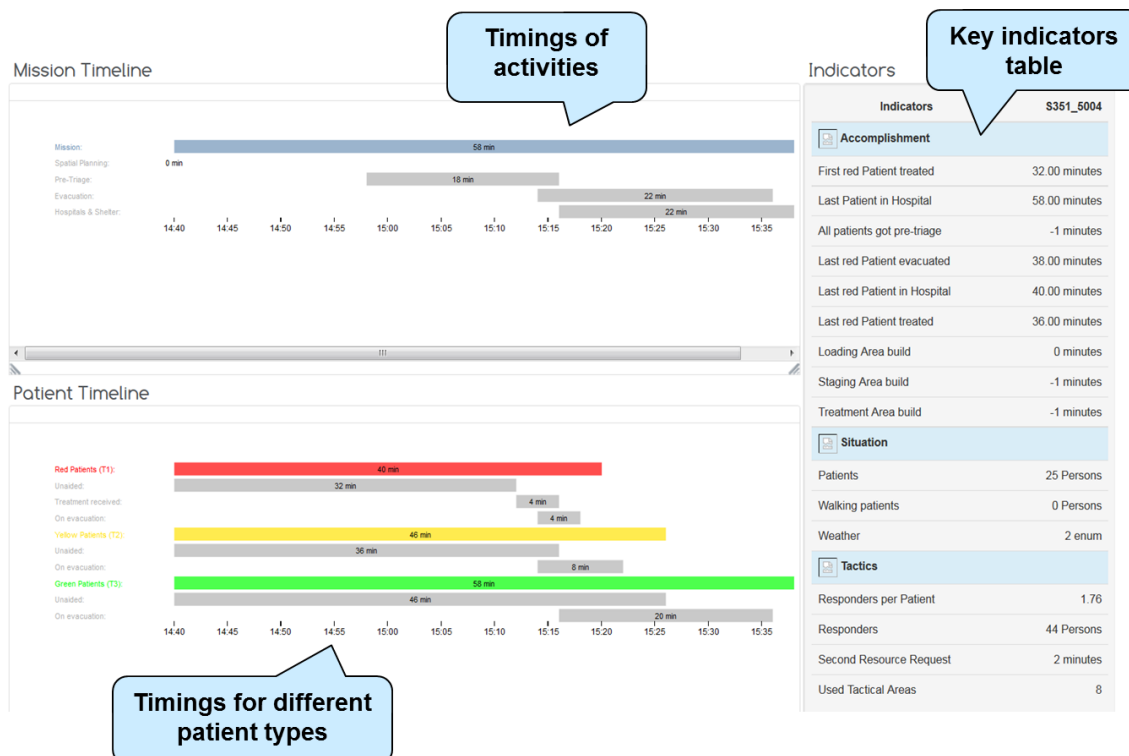 Timings of
activities
Key indicators
table
Mission Timeline
Mission:
58 min
Spatial Planning:
0 min
Pre-Triage:
18 min
Evacuation:
22 min
Hospitals & Shelter:
22 min
14:40 14:45 14:50 14:55 15:00 15:05 15:10 15:15 15:20 15:25 15:30 15:35
Patient Timeline
Red Patients (T1):
40 min
Unaided:
32 min
Treatment received:
4 min
On evacuation:
4 min
Yellow Patients (T2)
46 min
Unaided:
36 min
On evacuation:
8 min
Green Patients (T3):
58 min
Unaided:
46 min
On evacuation:
20 min
14:40 14:45 14:50 14:55 15:00 15:05 15:10 15:15 15:20 15:25 15:30 15:35
Timings for different
patient types
Indicators
Indicators S351_5004
Accomplishment
First red Patient treated 32.00 minutes
Last Patient in Hospital 58.00 minutes
All patients got pre-triage -1 minutes
Last red Patient evacuated 38.00 minutes
Last red Patient in Hospital 40.00 minutes
Last red Patient treated 36.00 minutes
Loading Area build 0 minutes
Staging Area build -1 minutes
Treatment Area build -1 minutes
Situation
Patients 25 Persons
Walking patients 0 Persons
Weather 2 enum
Tactics
Responders per Patient 1.76
Responders 44 Persons
Second Resource Request 2 minutes
Used Tactical Areas 8